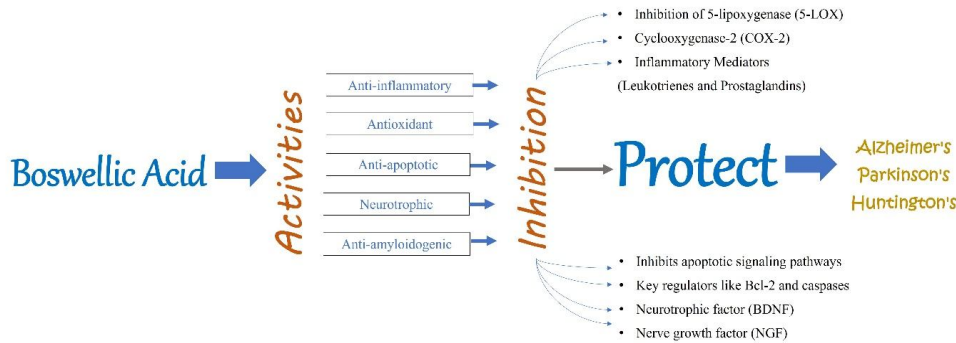 Boswellic Acid
Activities
Anti-inflammatory
Antioxidant
Anti-apoptotic
Neurotrophic
Anti-amyloidogenic
Inhibition
• Inhibition of 5-lipoxygenase (5-LOX)
• Cyclooxygenase-2 (COX-2)
• Inflammatory Mediators
(Leukotrienes and Prostaglandins)
Protect
Alzheimer's
Parkinson's
Huntington's
• Inhibits apoptotic signaling pathways
• Key regulators like Bcl-2 and caspases
• Neurotrophic factor (BDNF)
• Nerve growth factor (NGF)